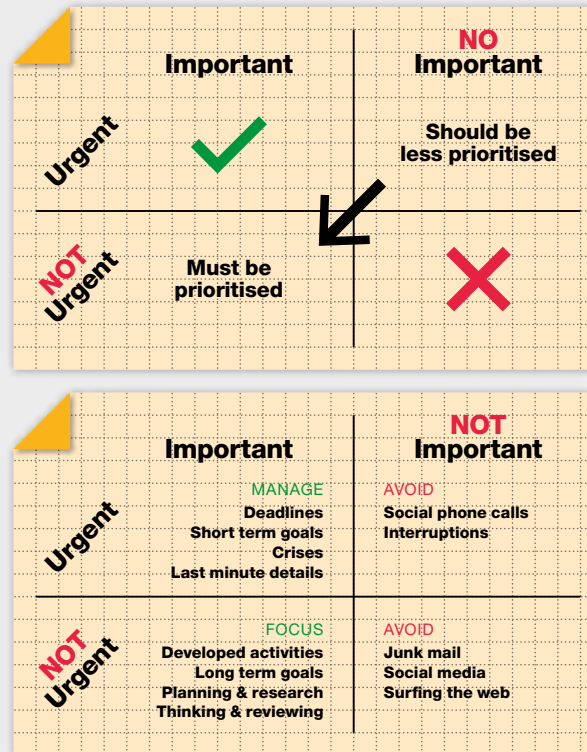 Important
NO
Important
Urgent
Should be
less prioritised
NOT
Urgent
Must be
prioritised
Important
NOT
Important
Urgent
MANAGE
Deadlines
Short term goals
Crises
Last minute details
AVOID
Social phone calls
Interruptions
NOT
Urgent
FOCUS
Developed activities
Long term goals
Planning & research
Thinking & reviewing
AVOID
Junk mail
Social media
Surfing the web